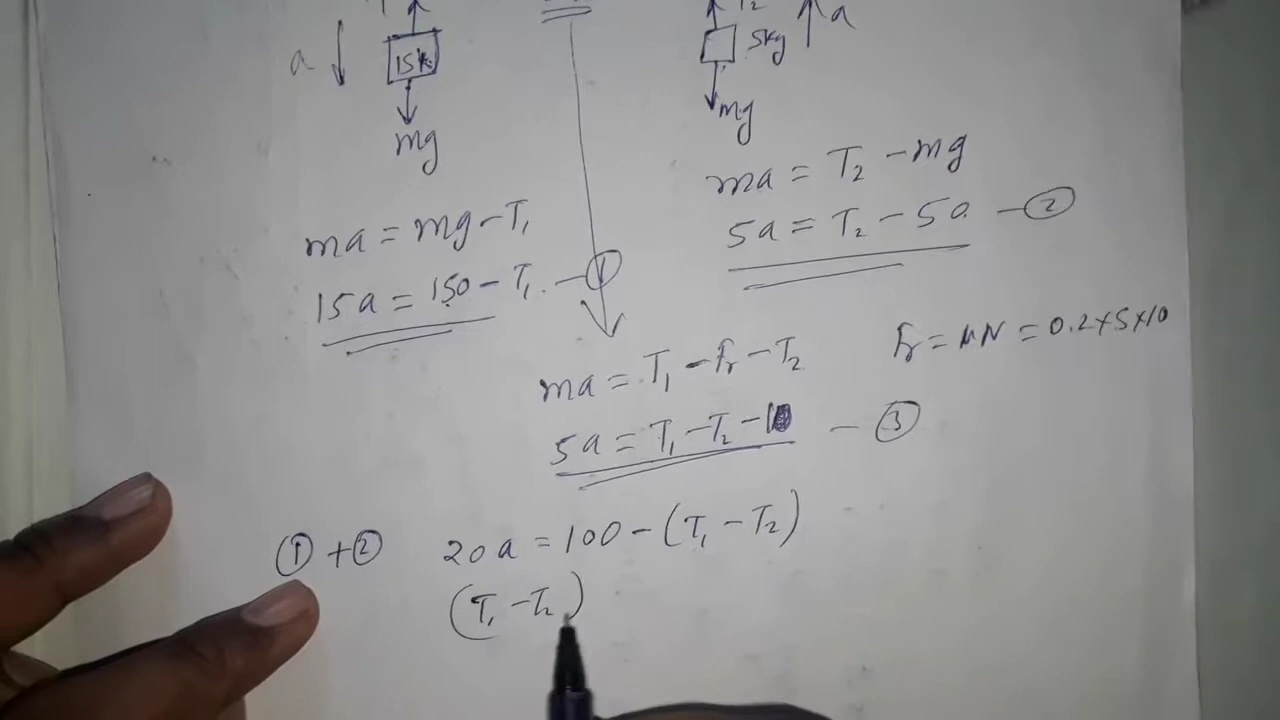 T₂
a
a
15k
5kg
mg
mg
ma = mg - T₁
15a = 150 - T₁ - ①
ma = T₂ - mg
5a = T₂ - 50 - ②
ma = T₁ - Fr - T₂
5a = T₁ - T₂ - 10 - ③
Fr = μN = 0.2×5×10
① + ② 20a = 100 - (T₁ - T₂)
(T₁ - T₂)